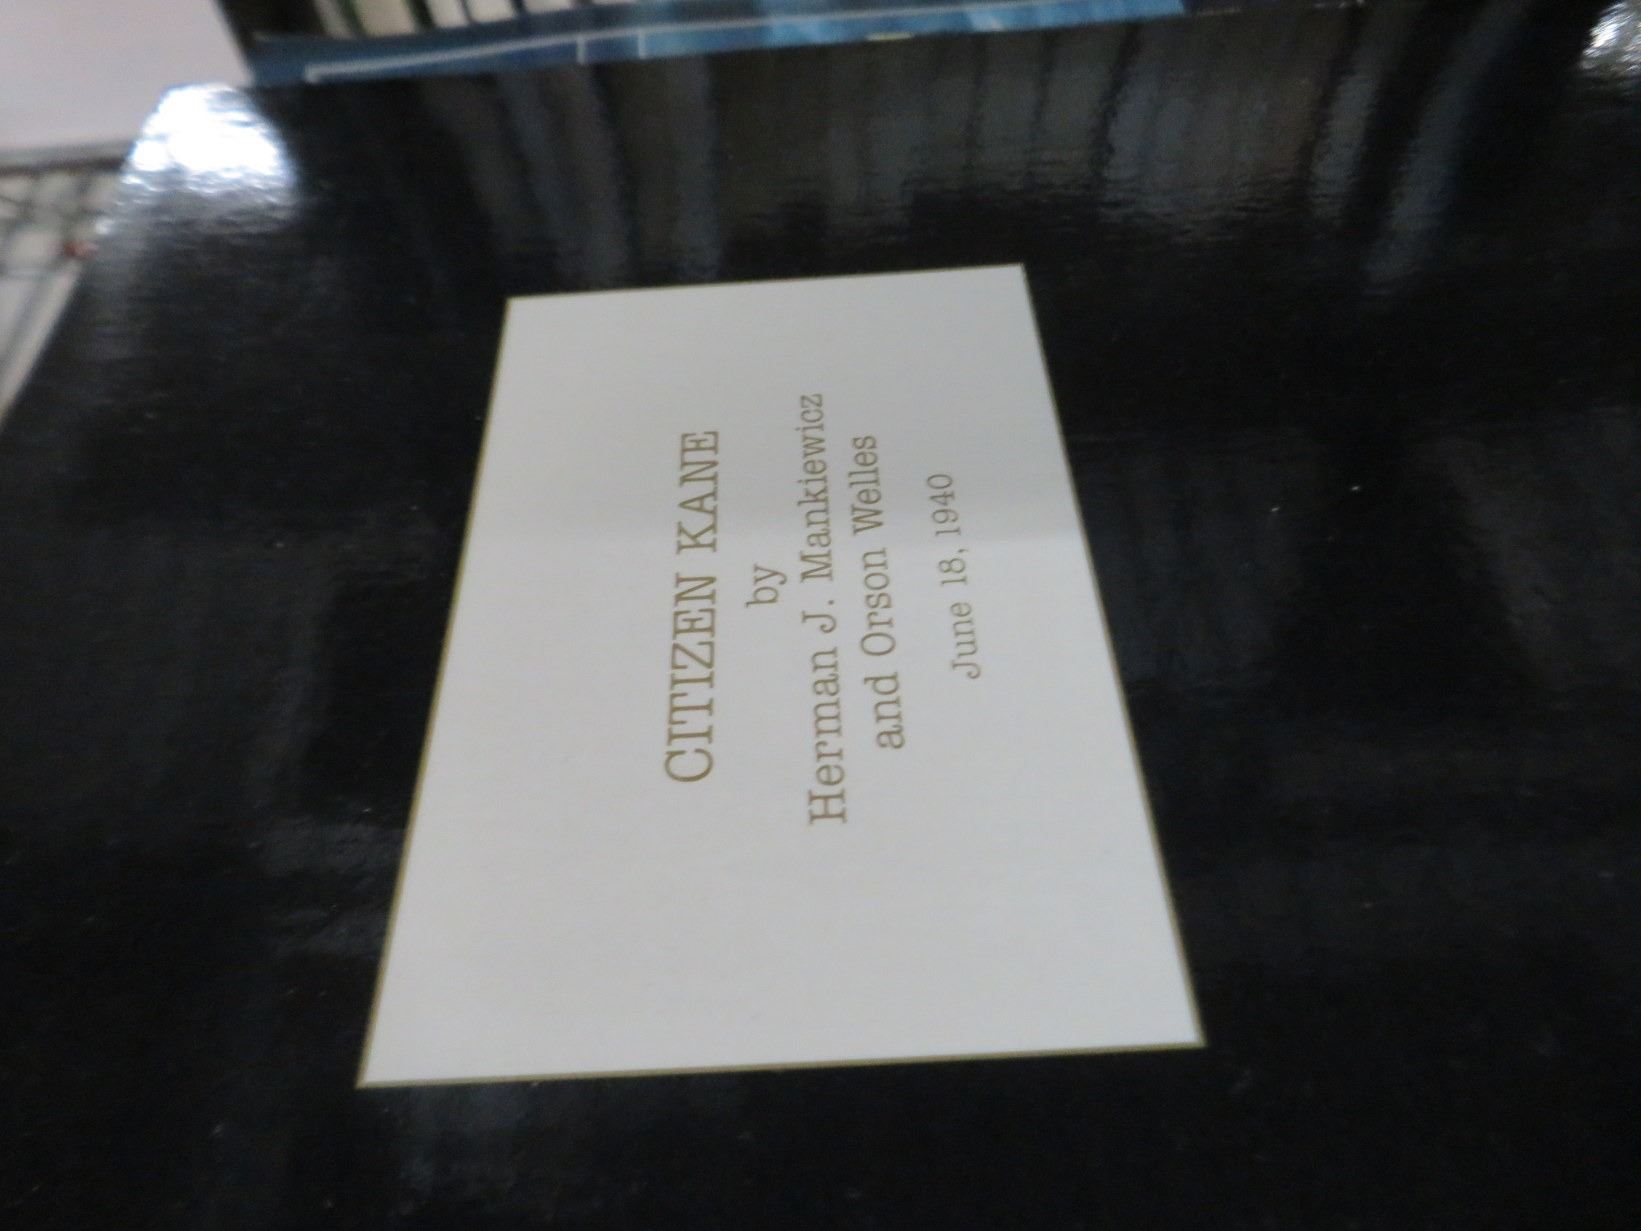 CITIZEN KANE
by
Herman J. Mankiewicz
and Orson Welles
June 18, 1940